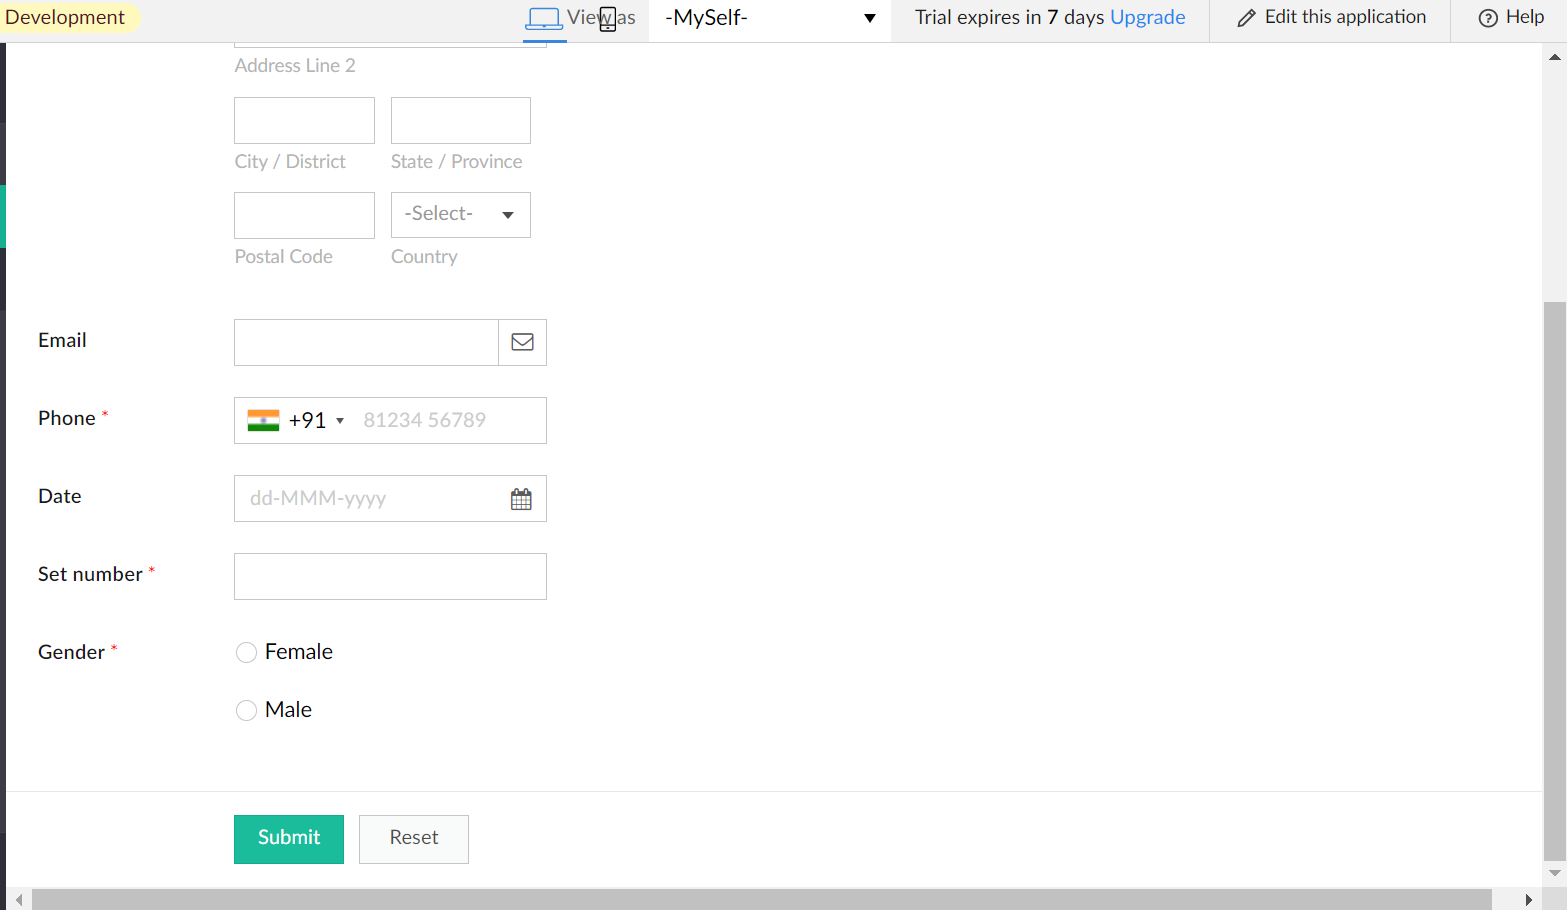 Development View as -MySelf- Trial expires in 7 days Upgrade Edit this application Help
Address Line 2
City / District State / Province
-Select-
Postal Code Country
Email
Phone * +91 81234 56789
Date dd-MMM-yyyy
Set number *
Gender * Female
Male
Submit Reset